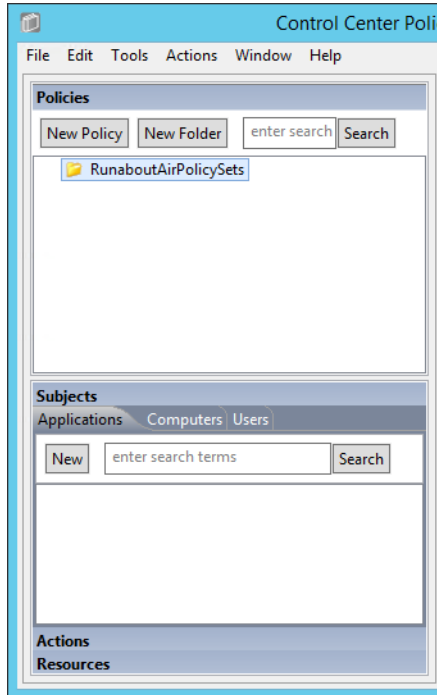 Control Center Poli
File Edit Tools Actions Window Help
Policies
New Policy New Folder enter search Search
RunaboutAirPolicySets
Subjects
Applications Computers Users
New enter search terms Search
Actions
Resources